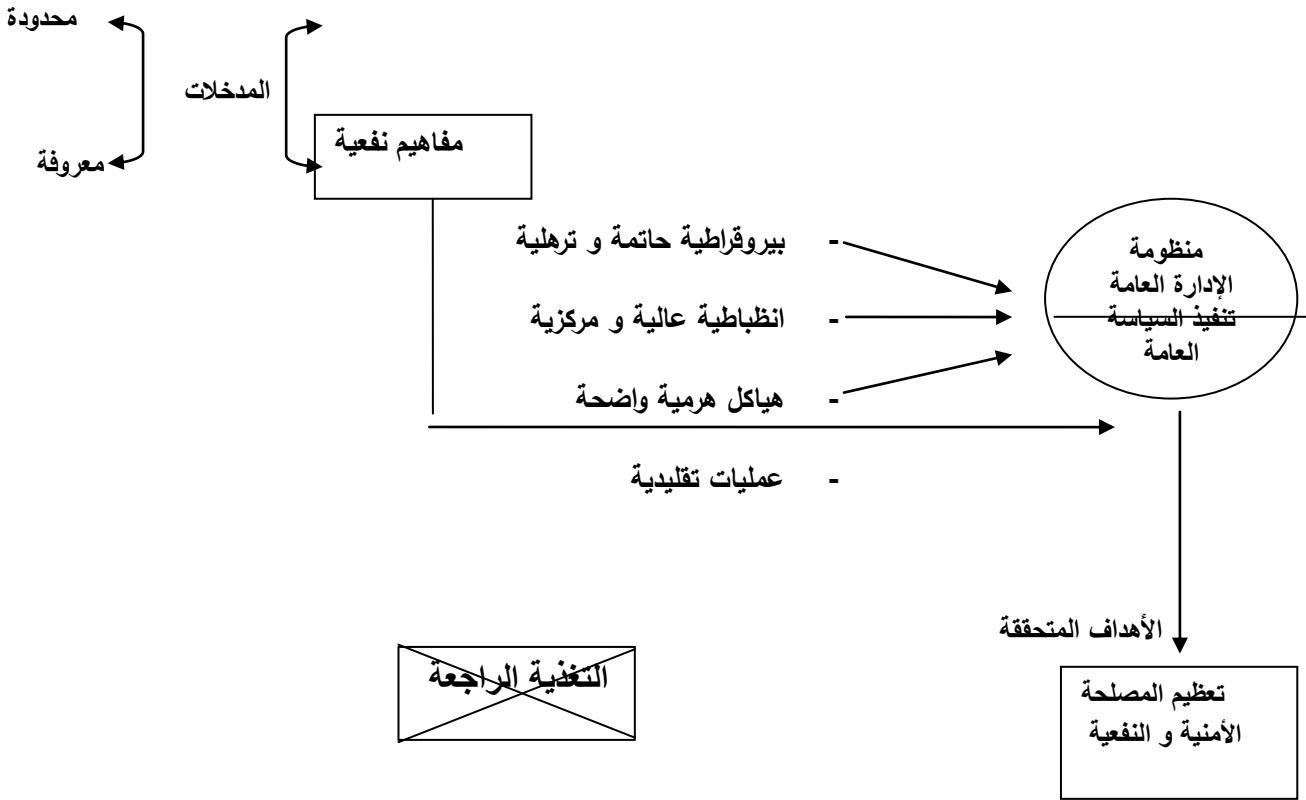 محدودة
المدخلات
معروفة
مفاهيم نفعية
- بيروقراطية حاتمة و ترهلية
- انظباطية عالية و مركزية
- هياكل هرمية واضحة
- عمليات تقليدية
منظومة
الإدارة العامة
تنفيذ السياسة
العامة
الأهداف المتحققة
تعظيم المصلحة
الأمنية و النفعية
التغذية الراجعة